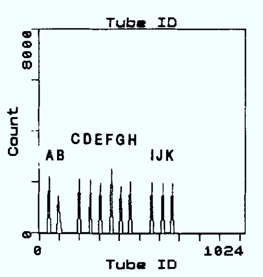 Tube ID
8000
Count
CDEFGH
AB
IJK
0
0
1024
Tube ID